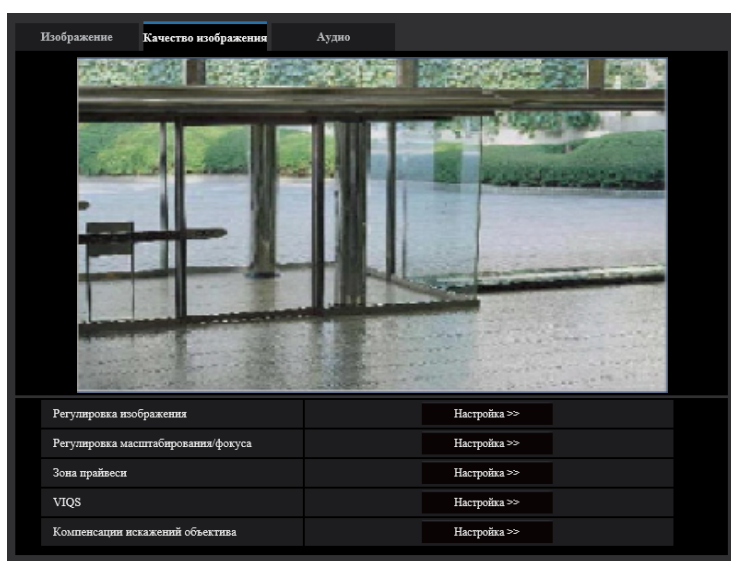 Изображение Качество изображения Аудио
Регулировка изображения Настройка >>
Регулировка масштабирования/фокуса Настройка >>
Зона прайвеси Настройка >>
VIQS Настройка >>
Компенсации искажений объектива Настройка >>